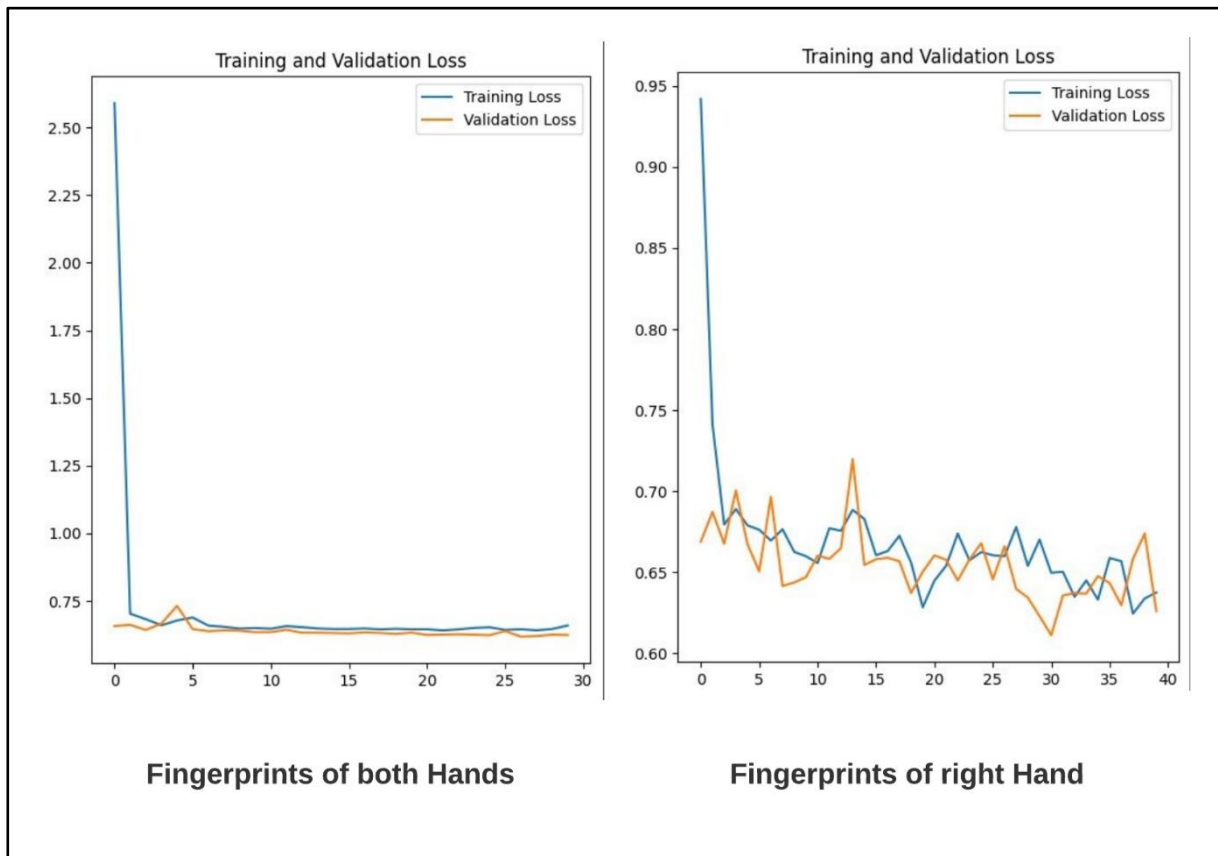 Training and Validation Loss
Training Loss
Validation Loss
2.50
2.25
2.00
1.75
1.50
1.25
1.00
0.75
0 5 10 15 20 25 30
Fingerprints of both Hands
Training and Validation Loss
Training Loss
Validation Loss
0.95
0.90
0.85
0.80
0.75
0.70
0.65
0.60
0 5 10 15 20 25 30 35 40
Fingerprints of right Hand